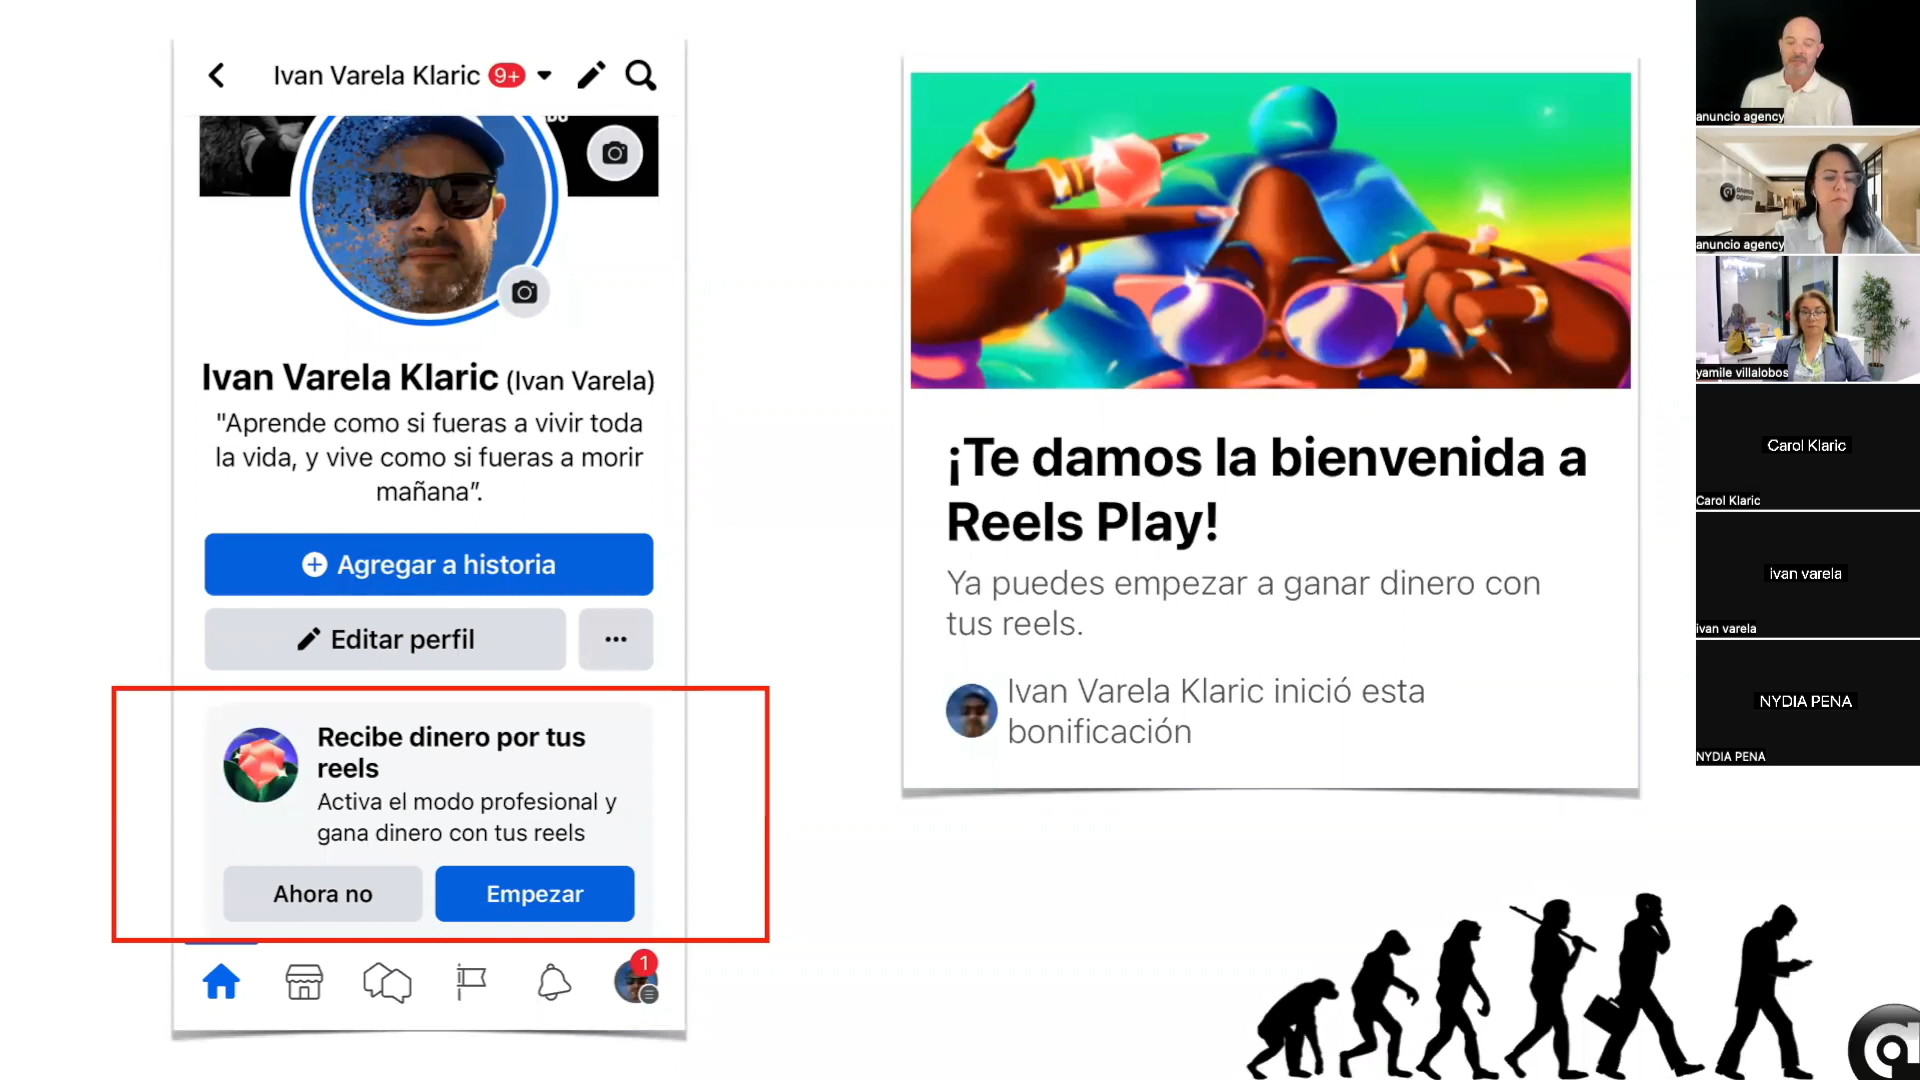 Ivan Varela Klaric 9+
Ivan Varela Klaric (Ivan Varela)
"Aprende como si fueras a vivir toda
la vida, y vive como si fueras a morir
mañana”.
Agregar a historia
Editar perfil
Recibe dinero por tus
reels
Activa el modo profesional y
gana dinero con tus reels
Ahora no
Empezar
1
¡Te damos la bienvenida a
Reels Play!
Ya puedes empezar a ganar dinero con
tus reels.
Ivan Varela Klaric inició esta
bonificación
anuncio agency
anuncio agency
yamile villalobos
Carol Klaric
Carol Klaric
ivan varela
ivan varela
NYDIA PENA
NYDIA PENA